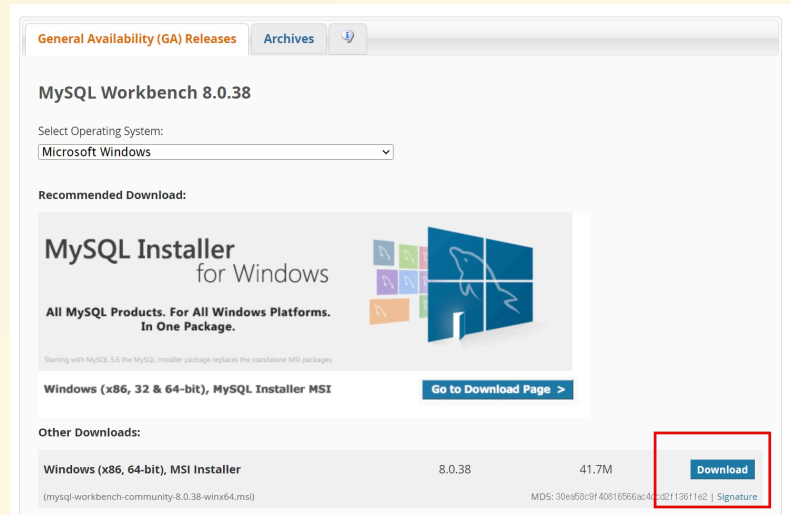 General Availability (GA) Releases
Archives
MySQL Workbench 8.0.38
Select Operating System:
Microsoft Windows
Recommended Download:
MySQL Installer
for Windows
All MySQL Products. For All Windows Platforms.
In One Package.
Starting with MySQL 5.6 the MySQL Installer package replaces the standalone MSI packages.
Windows (x86, 32 & 64-bit), MySQL Installer MSI Go to Download Page >
Other Downloads:
Windows (x86, 64-bit), MSI Installer 8.0.38 41.7M Download
(mysql-workbench-community-8.0.38-winx64.msi) MD5: | Signature